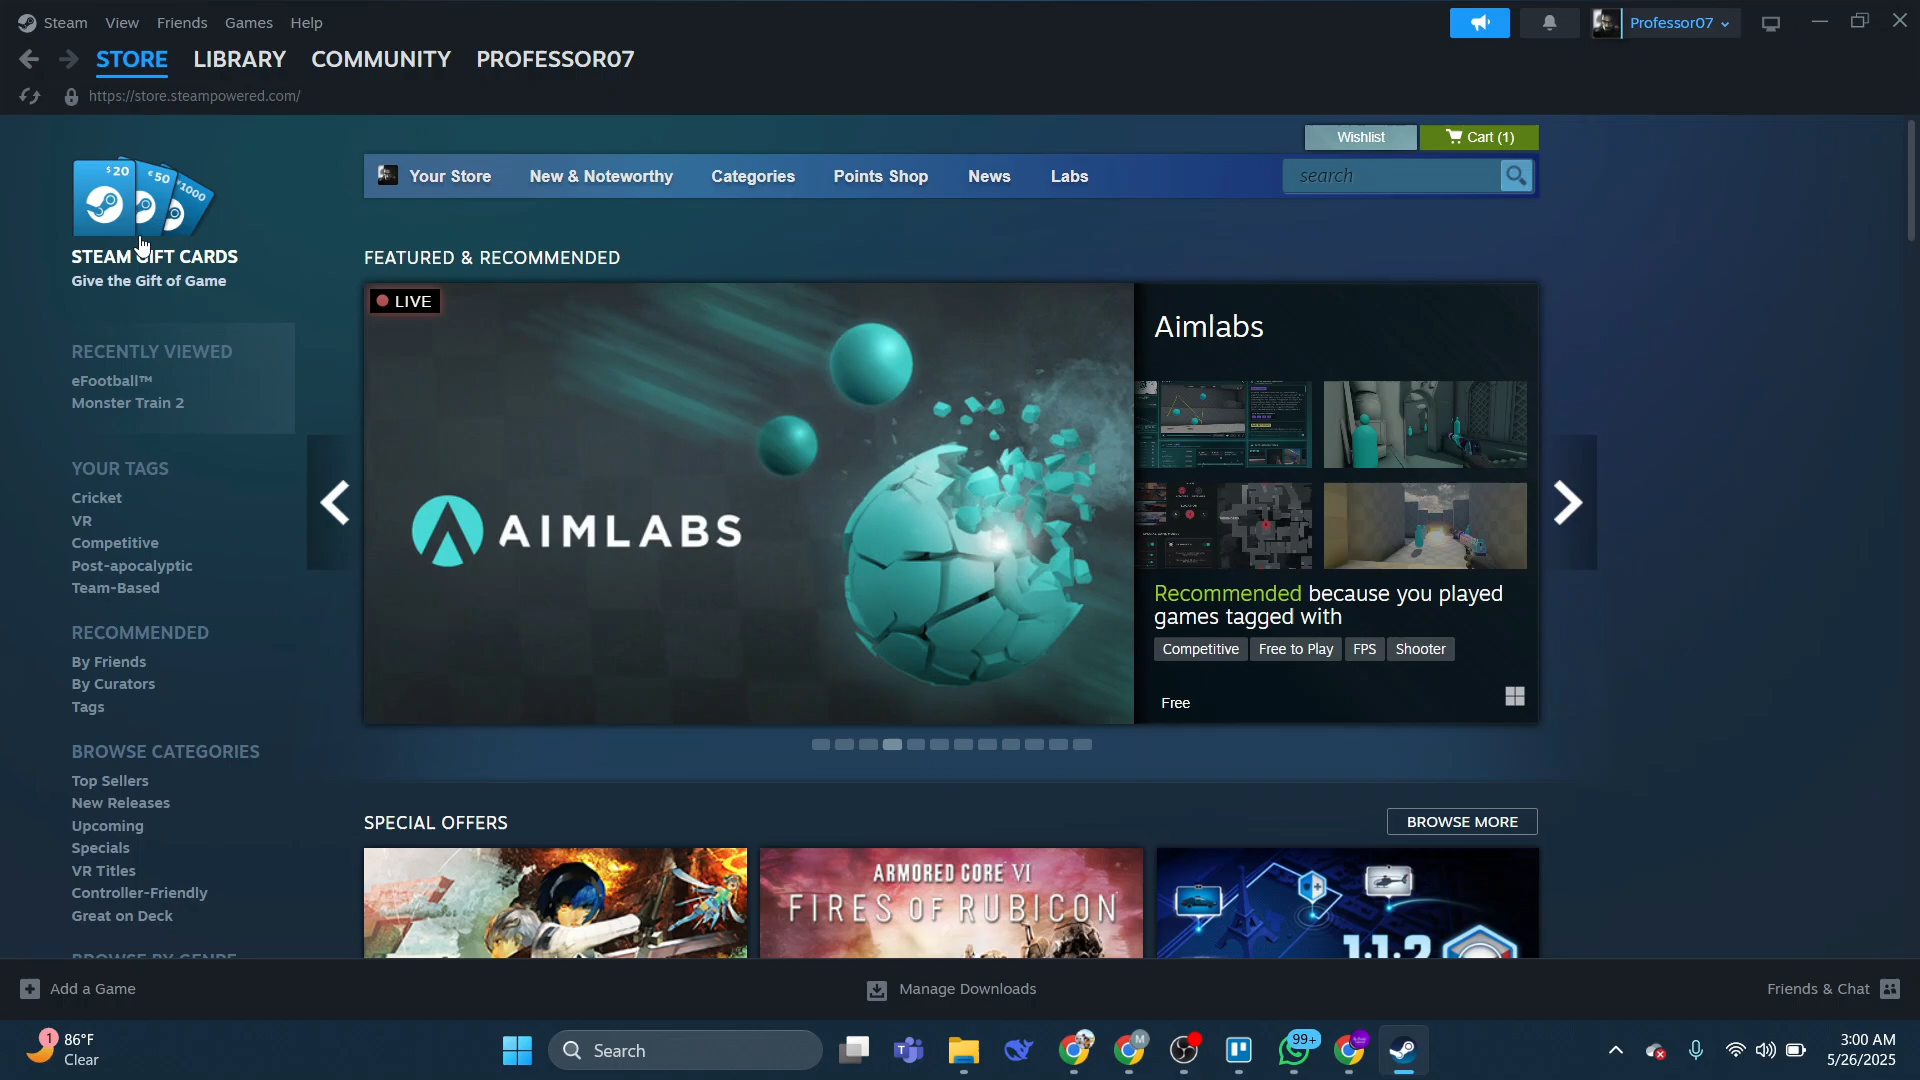 Steam View Friends Games Help
Professor07
STORE LIBRARY COMMUNITY PROFESSOR07
https://store.steampowered.com/
Wishlist
Cart (1)
Your Store New & Noteworthy Categories Points Shop News Labs
search
$20 €50 1000
STEAM GIFT CARDS
Give the Gift of Game
RECENTLY VIEWED
eFootball™
Monster Train 2
YOUR TAGS
Cricket
VR
Competitive
Post-apocalyptic
Team-Based
RECOMMENDED
By Friends
By Curators
Tags
BROWSE CATEGORIES
Top Sellers
New Releases
Upcoming
Specials
VR Titles
Controller-Friendly
Great on Deck
BROWSE BY GENRE
FEATURED & RECOMMENDED
LIVE
AIMLABS
Aimlabs
Recommended because you played
games tagged with
Competitive Free to Play FPS Shooter
Free
SPECIAL OFFERS
BROWSE MORE
ARMORED CORE VI
FIRES OF RUBICON
112
Add a Game
Manage Downloads
Friends & Chat
1
86°F
Clear
Search
99+
3:00 AM
5/26/2025